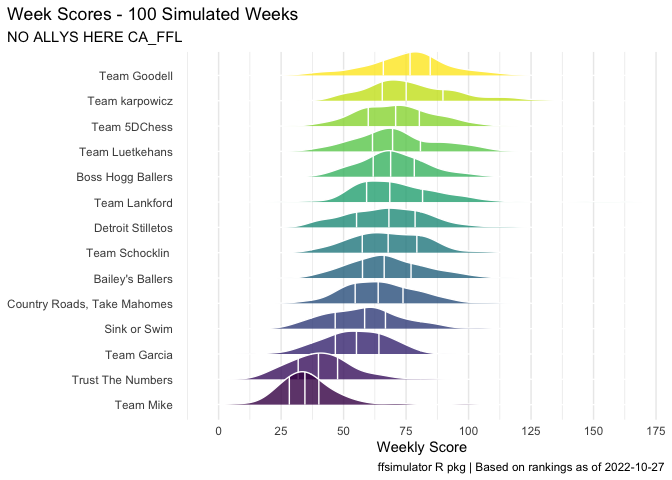 Week Scores - 100 Simulated Weeks
NO ALLYS HERE CA_FFL
Team Goodell
Team karpowicz
Team 5DChess
Team Luetkehans
Boss Hogg Ballers
Team Lankford
Detroit Stilletos
Team Schocklin
Bailey's Ballers
Country Roads, Take Mahomes
Sink or Swim
Team Garcia
Trust The Numbers
Team Mike
0 25 50 75 100 125 150 175
Weekly Score
ffsimulator R pkg | Based on rankings as of 2022-10-27